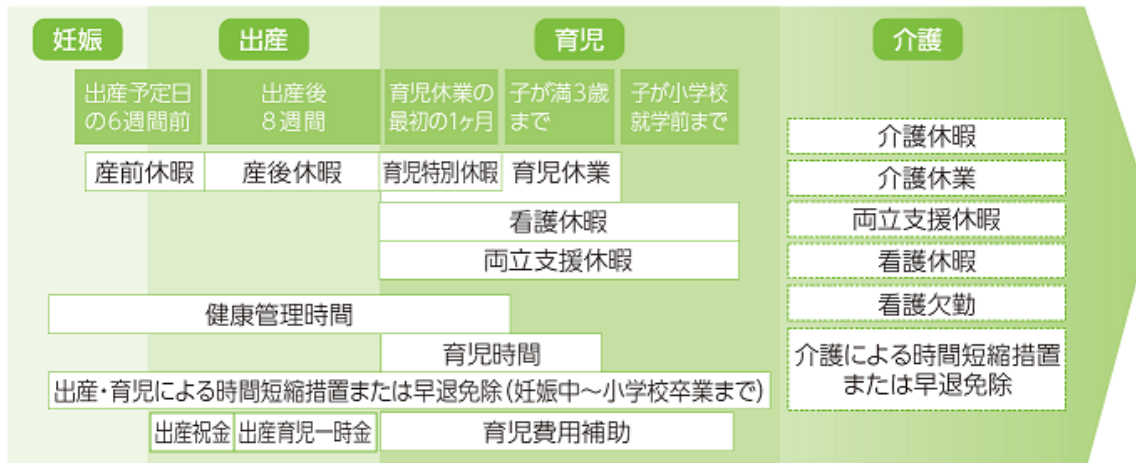 妊娠
出産
育児
介護
出産予定日
の6週間前
出産後
8週間
育児休業の
最初の1ヶ月
子が満3歳
まで
子が小学校
就学前まで
産前休暇
産後休暇
育児特別休暇
育児休業
看護休暇
両立支援休暇
健康管理時間
育児時間
出産・育児による時間短縮措置または早退免除(妊娠中～小学校卒業まで)
出産祝金
出産育児一時金
育児費用補助
介護休暇
介護休業
両立支援休暇
看護休暇
看護欠勤
介護による時間短縮措置
または早退免除